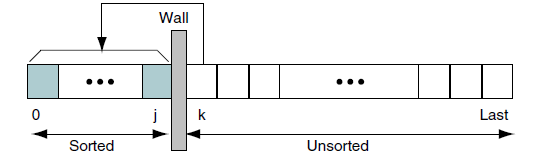 Wall
••• •••
0 j k Last
Sorted Unsorted